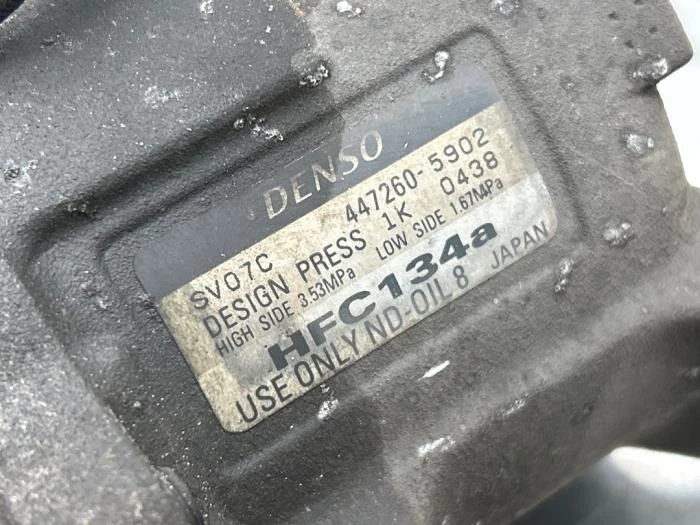 DENSO
SV07C 447260-5902
DESIGN PRESS 1K 0438
HIGH SIDE 3.53MPa LOW SIDE 1.67MPa
HFC134a
USE ONLY ND-OIL 8 JAPAN